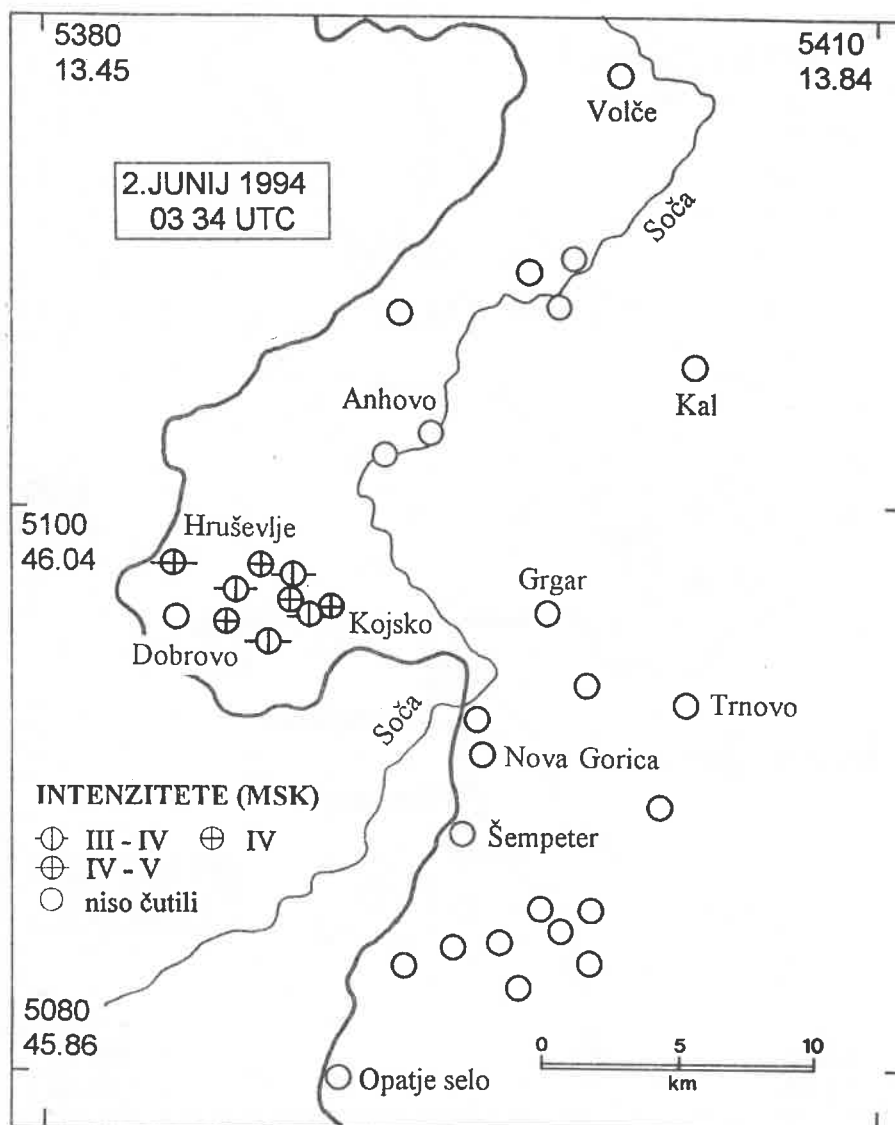 5380
13.45
5410
13.84
Volče
2.JUNIJ 1994
03 34 UTC
Soča
Anhovo
Kal
5100
46.04
Hruševlje
Grgar
Kojsko
Dobrovo
Trnovo
Soča
Nova Gorica
INTENZITETE (MSK)
III - IV IV
IV - V
niso čutili
Šempeter
5080
45.86
0 5 10
km
Opatje selo